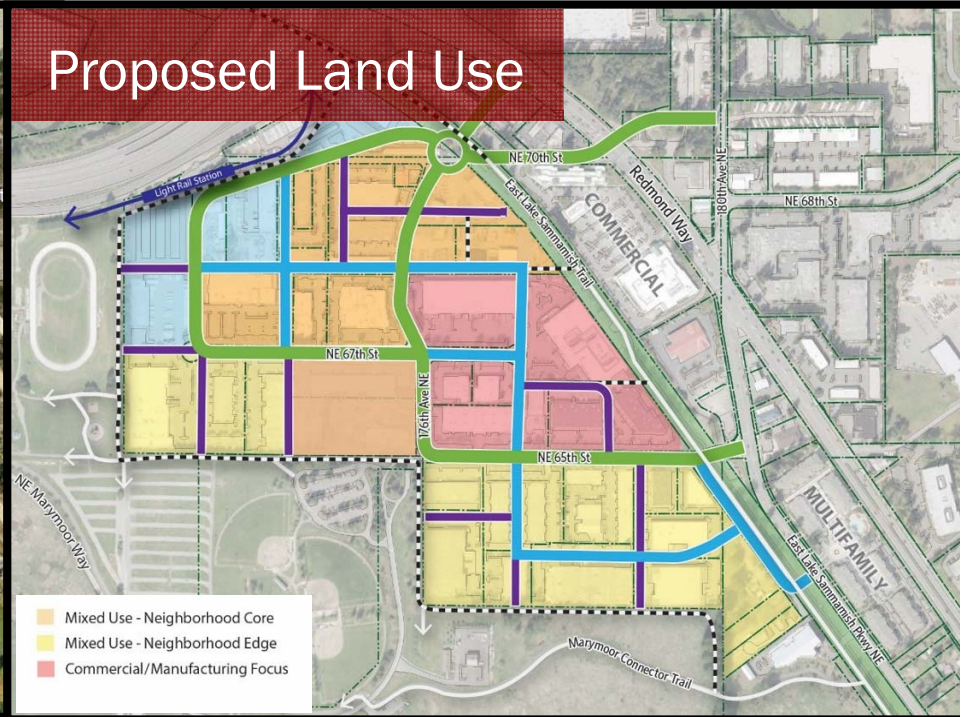 Proposed Land Use
Light Rail Station
NE 70th St
Redmond Way
180th Ave NE
NE 68th St
East Lake Sammamish Trail
COMMERCIAL
NE 67th St
176th Ave NE
NE 65th St
NE Marymoor Way
MULTIFAMILY
East Lake Sammamish Pkwy NE
Marymoor Connector Trail
Mixed Use - Neighborhood Core
Mixed Use - Neighborhood Edge
Commercial/Manufacturing Focus